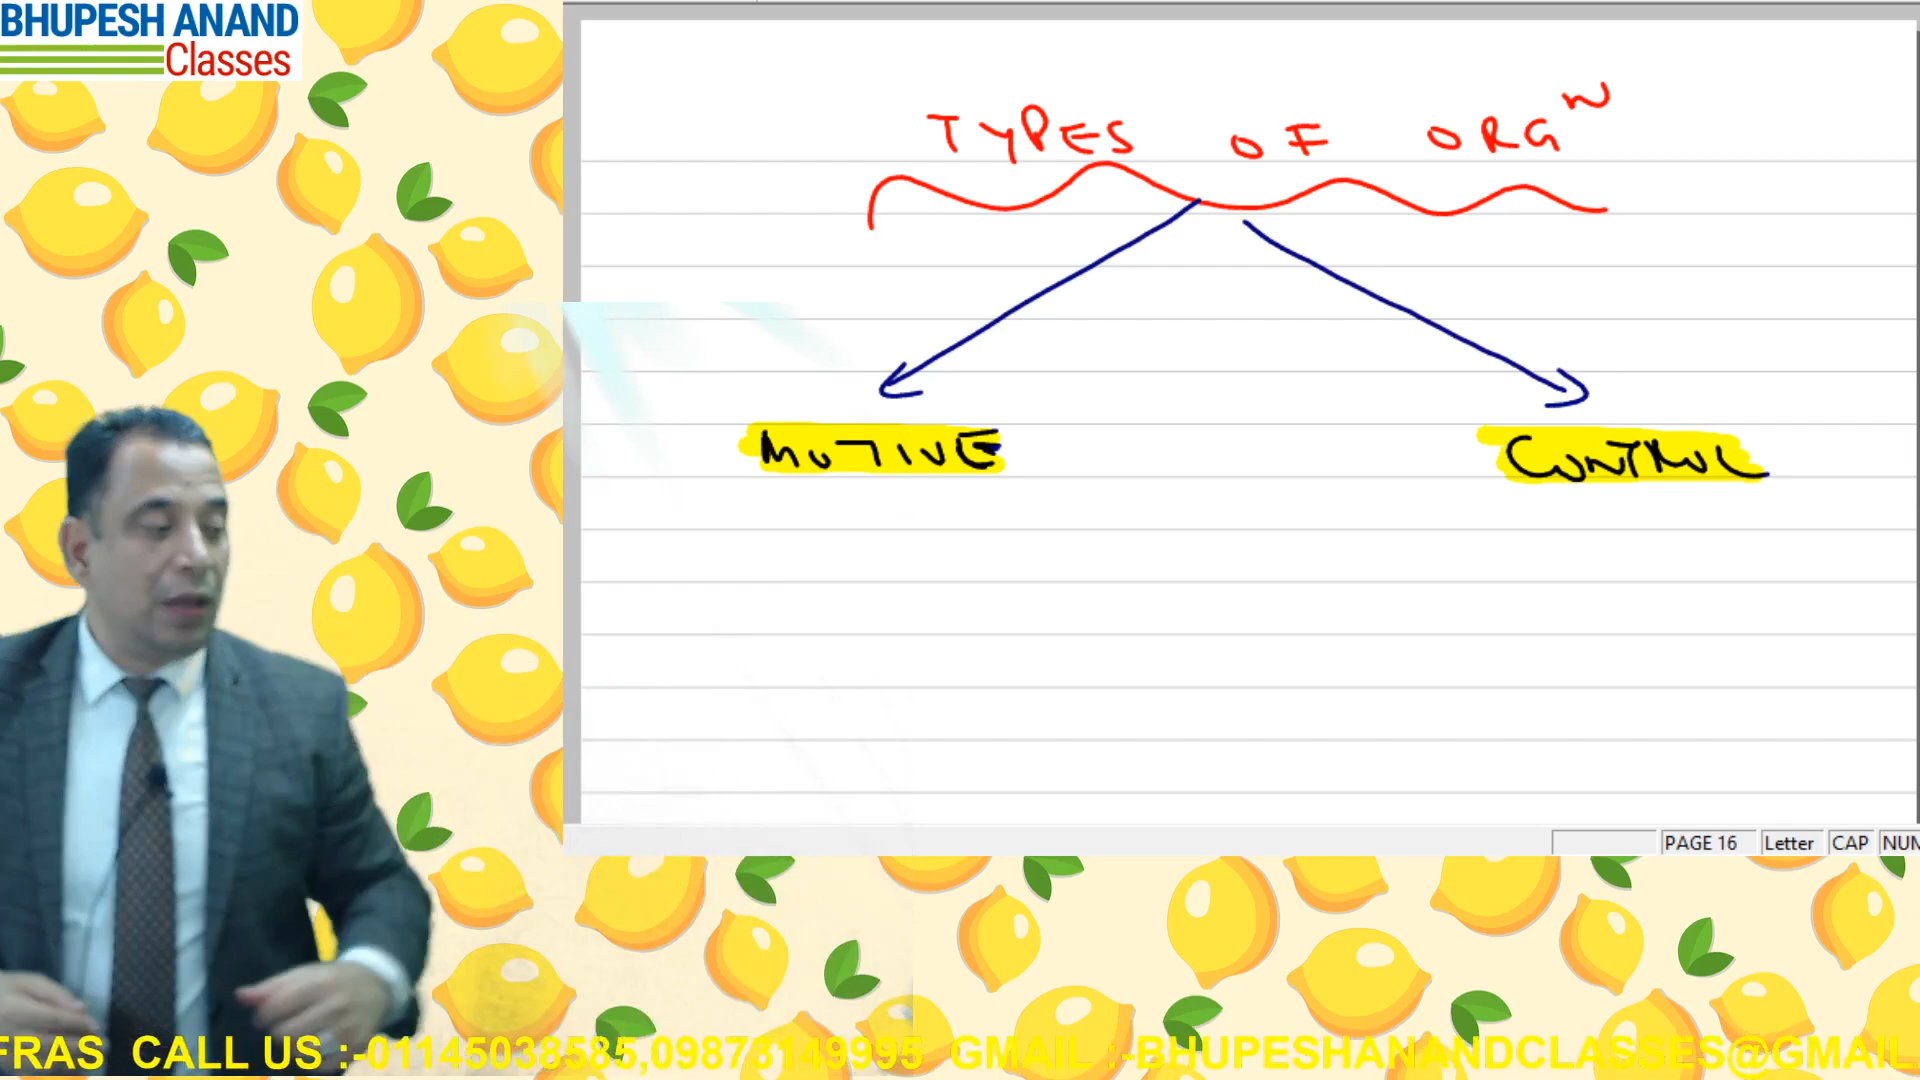 BHUPESH ANAND
Classes
TYPES OF ORGN
MOTIVE
CONTROL
PAGE 16 Letter CAP NUM
FRAS CALL US :-01145038585,09873149995 GMAIL :-BHUPESHANANDCLASSES@GMAIL